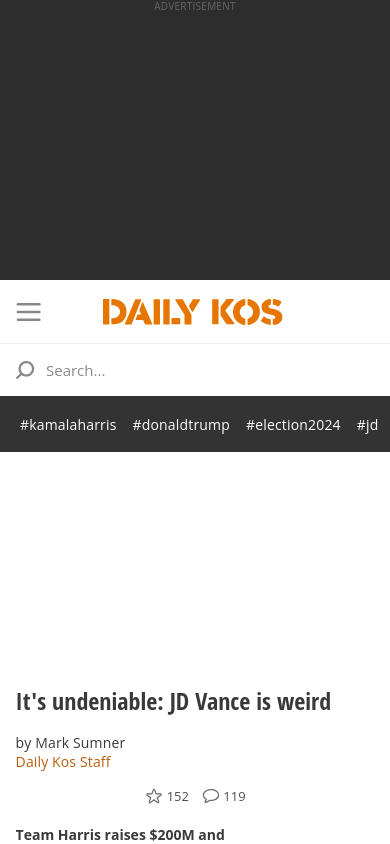 ADVERTISEMENT
DAILY KOS
Search...
#kamalaharris #donaldtrump #election2024 #jd
It's undeniable: JD Vance is weird
by Mark Sumner
Daily Kos Staff
152 119
Team Harris raises $200M and